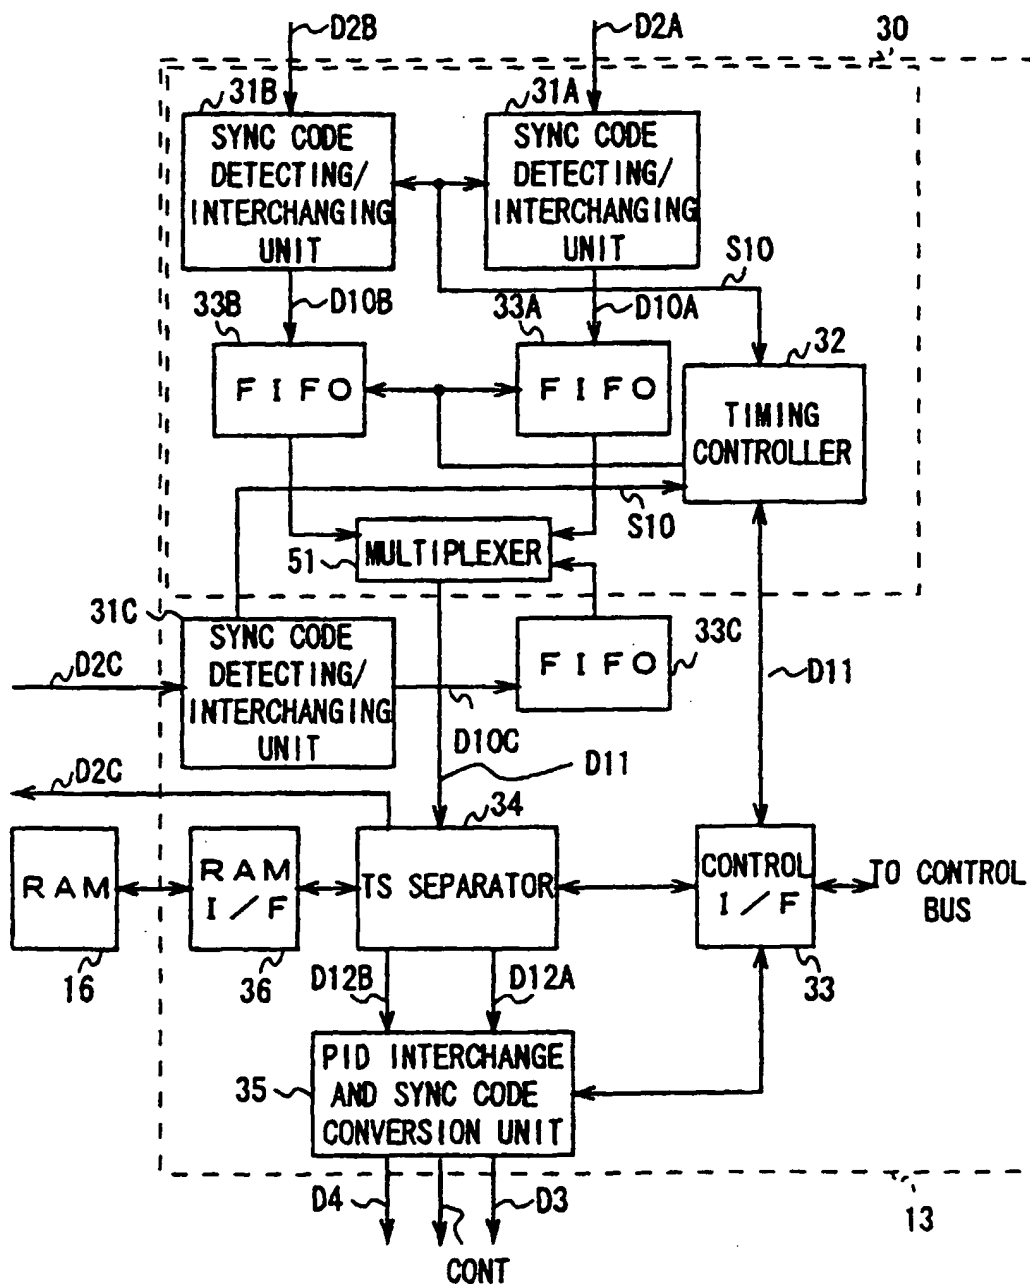 D2B
D2A
30
31B
31A
SYNC CODE
DETECTING/
INTERCHANGING
UNIT
SYNC CODE
DETECTING/
INTERCHANGING
UNIT
S10
33B
D10B
33A
D10A
32
FIFO
FIFO
TIMING
CONTROLLER
S10
51
MULTIPLEXER
31C
SYNC CODE
DETECTING/
INTERCHANGING
UNIT
FIFO
33C
D2C
D11
D10C
D11
D2C
34
RAM
RAM
I/F
TS SEPARATOR
CONTROL
I/F
TO CONTROL
BUS
16
36
D12B
D12A
33
35
PID INTERCHANGE
AND SYNC CODE
CONVERSION UNIT
D4
D3
13
CONT